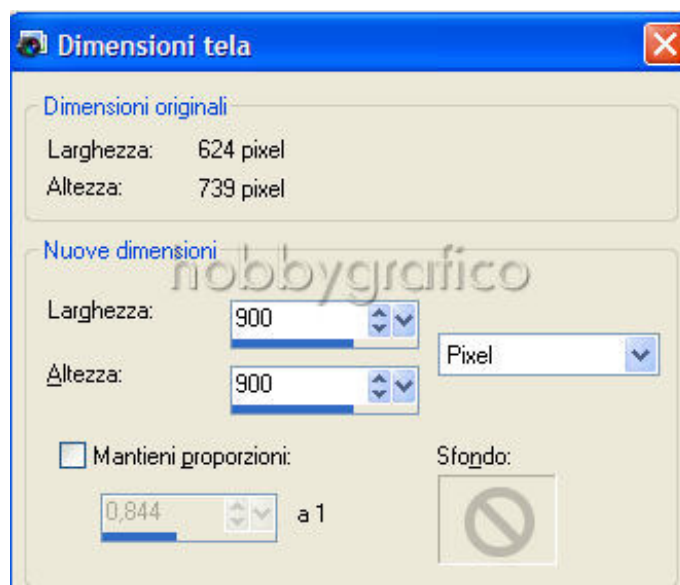 Dimensioni tela
Dimensioni originali
Larghezza: 624 pixel
Altezza: 739 pixel
Nuove dimensioni
hobbygrafico
Larghezza: 900
Pixel
Altezza: 900
Mantieni proporzioni:
Sfondo:
0,844 a 1